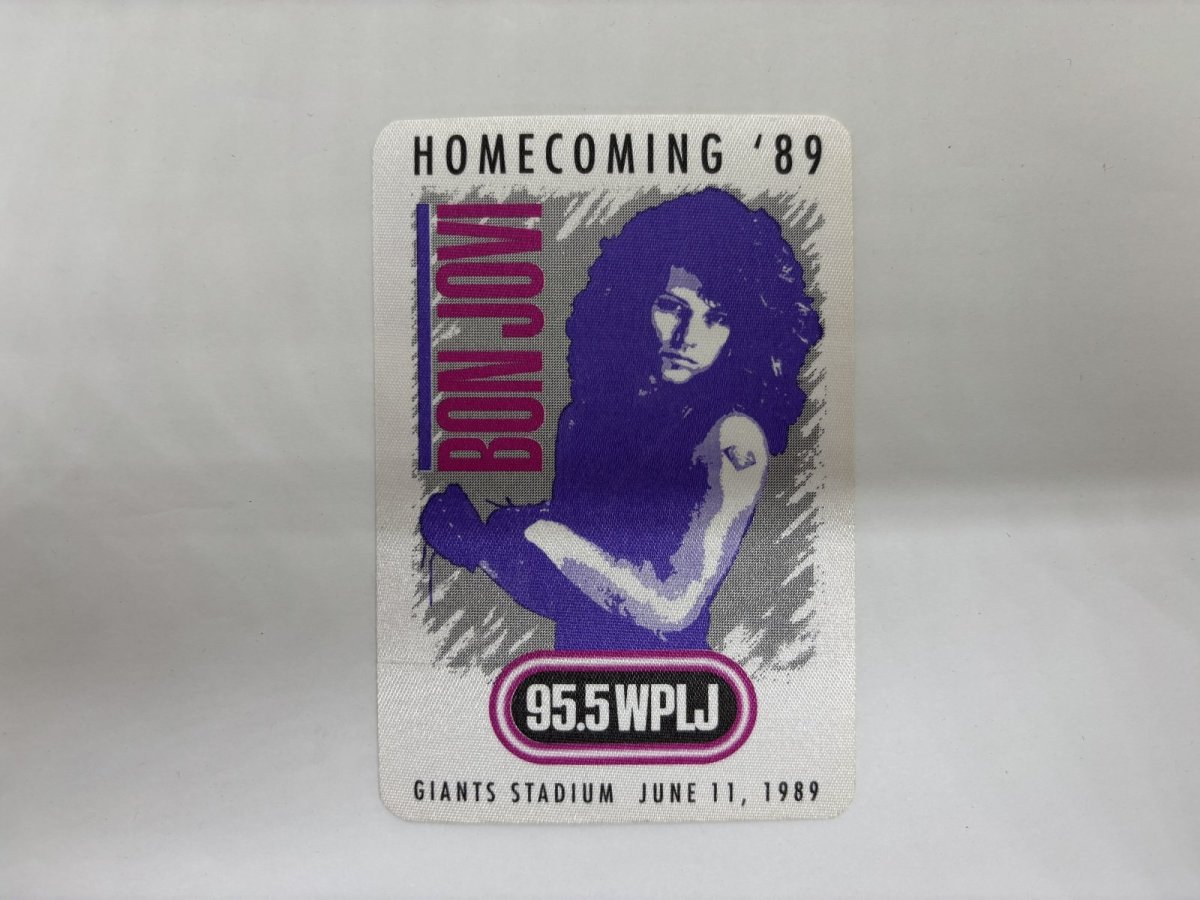 HOMECOMING '89
BON JOVI
95.5 WPLJ
GIANTS STADIUM JUNE 11, 1989